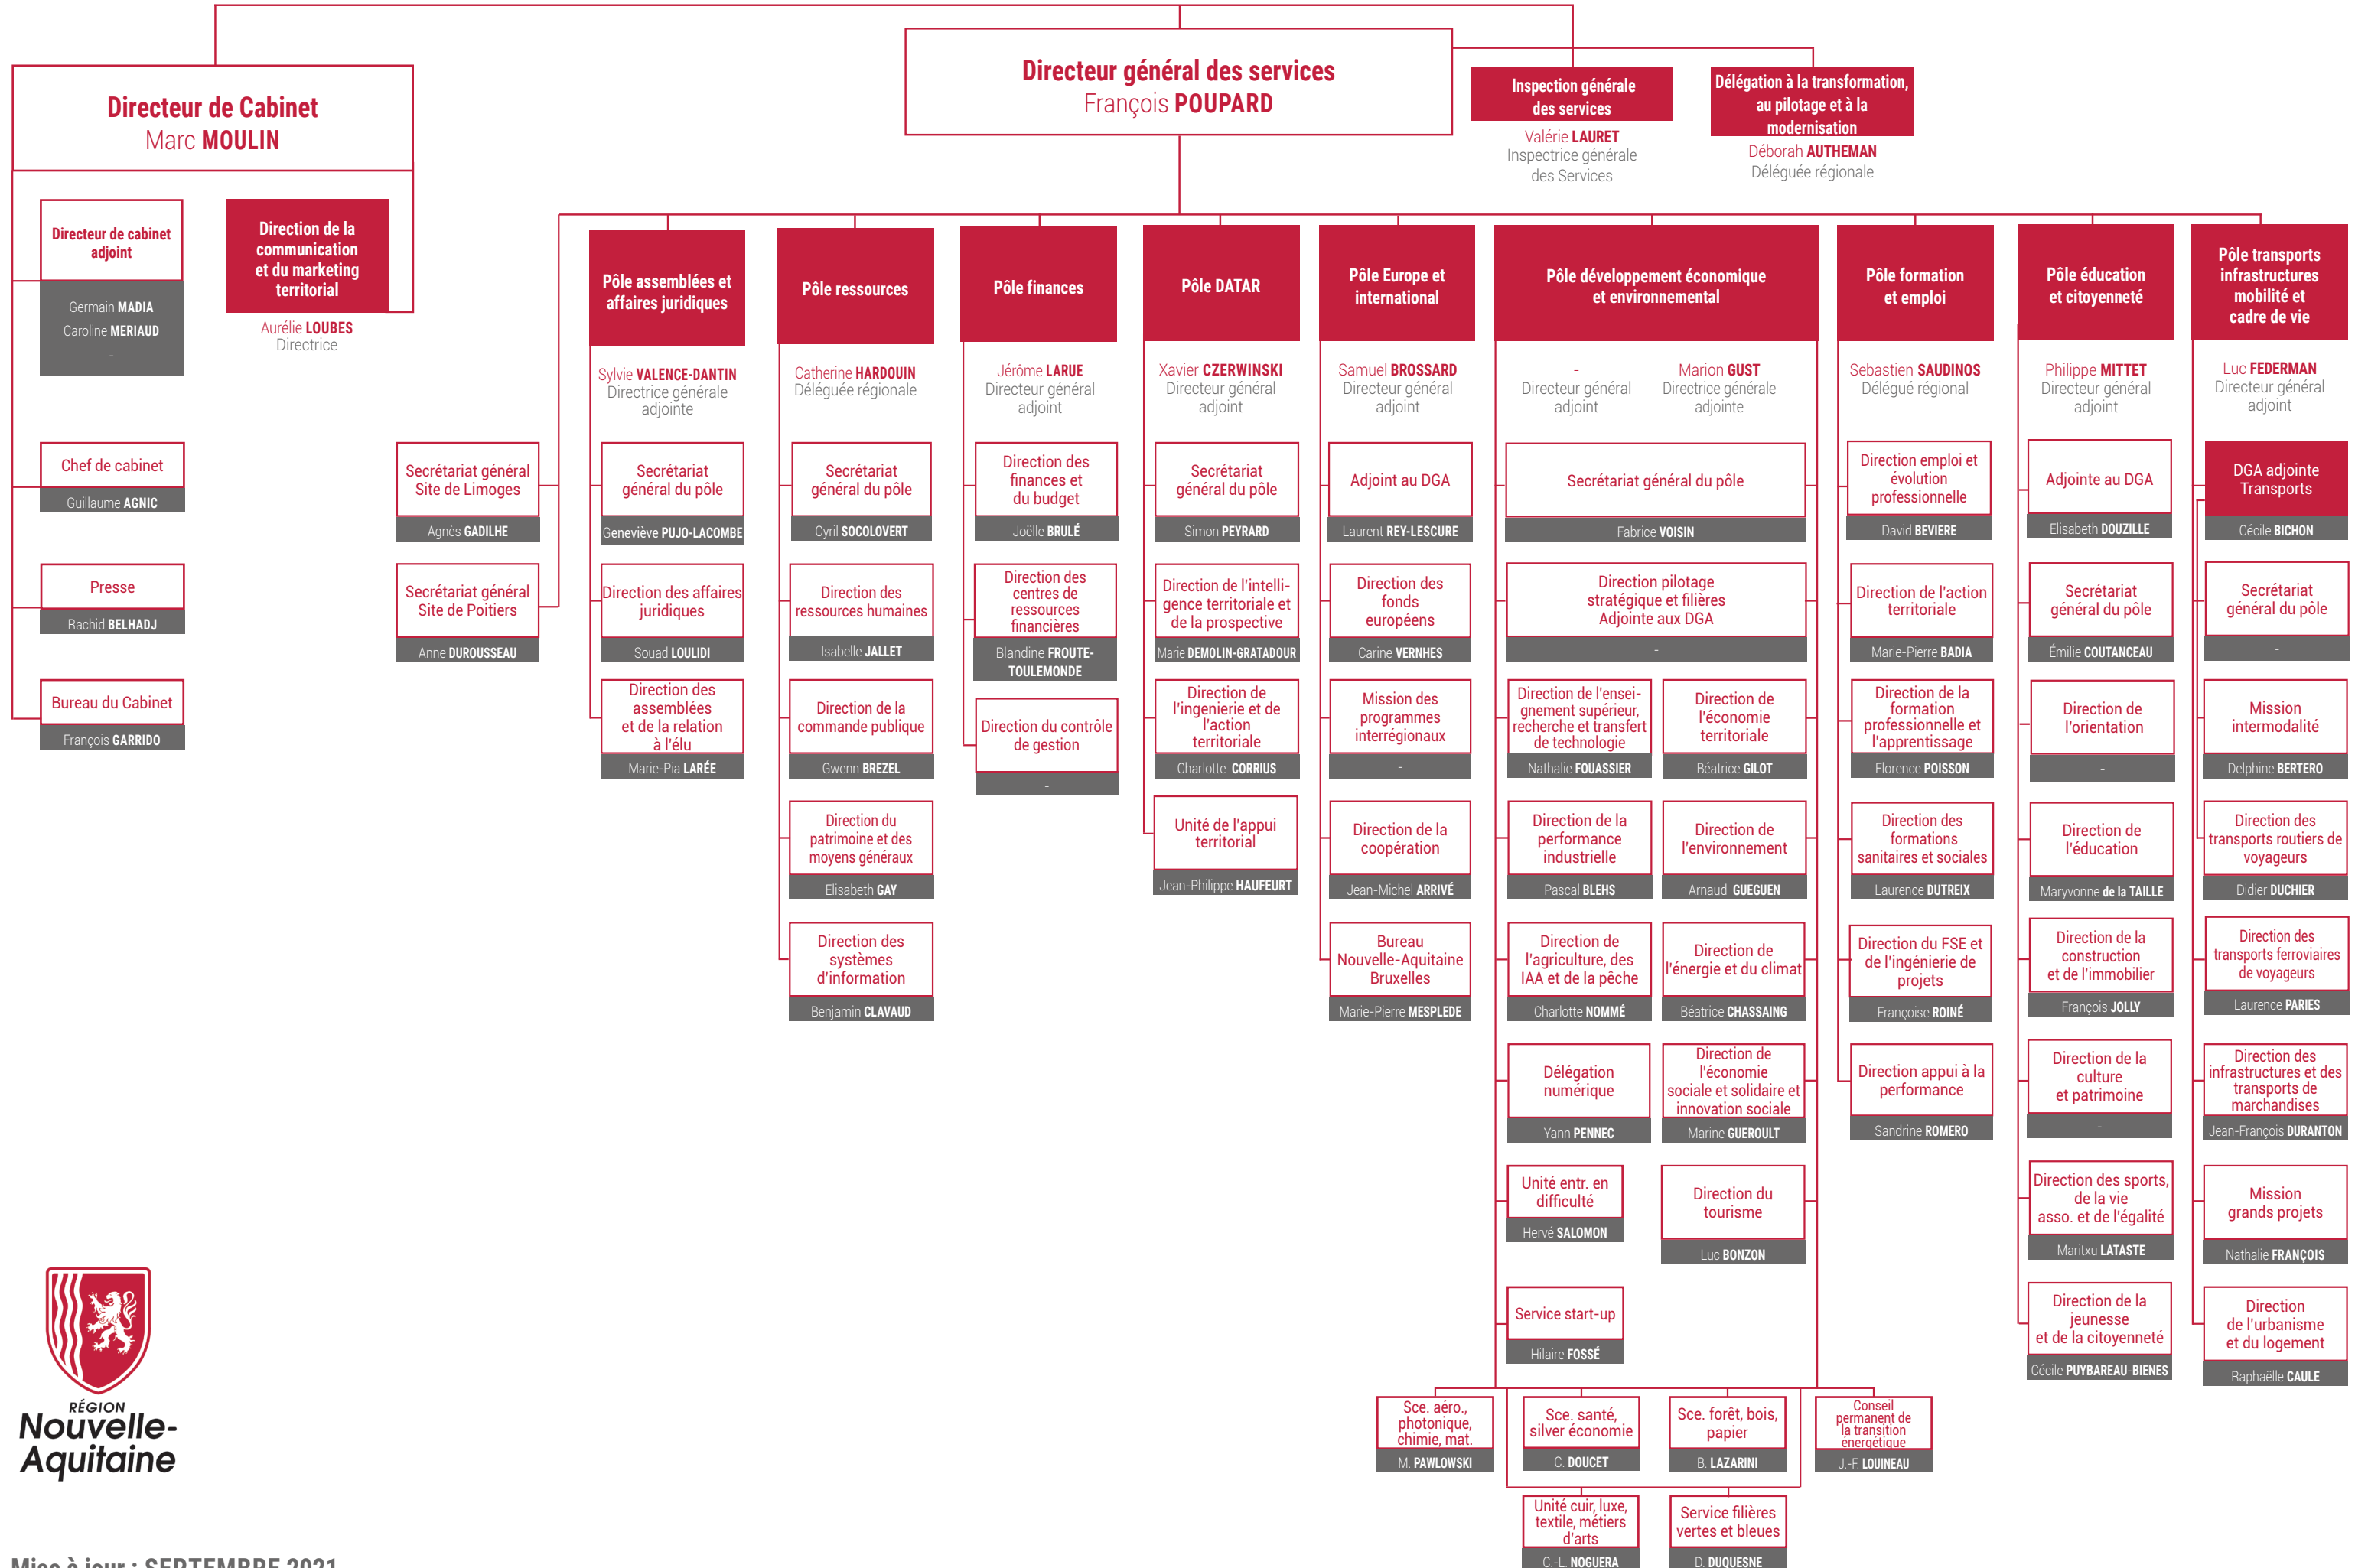 Directeur de Cabinet
Marc MOULIN
Directeur général des services
François POUPARD
Inspection générale
des services
Valérie LAURET
Inspectrice générale
des Services
Délégation à la transformation,
au pilotage et à la
modernisation
Déborah AUTHEMAN
Déléguée régionale
Directeur de cabinet
adjoint
Germain MADIA
Caroline MERIAUD
-
Direction de la
communication
et du marketing
territorial
Aurélie LOUBES
Directrice
Chef de cabinet
Guillaume AGNIC
Presse
Rachid BELHADJ
Bureau du Cabinet
François GARRIDO
Secrétariat général
Site de Limoges
Agnès GADILHE
Secrétariat général
Site de Poitiers
Anne DUROUSSEAU
Pôle assemblées et
affaires juridiques
Sylvie VALENCE-DANTIN
Directrice générale
adjointe
Secrétariat
général du pôle
Geneviève PUJO-LACOMBE
Direction des affaires
juridiques
Souad LOULIDI
Direction des
assemblées
et de la relation
à l'élu
Marie-Pia LARÉE
Pôle ressources
Catherine HARDOUIN
Déléguée régionale
Secrétariat
général du pôle
Cyril SOCOLOVERT
Direction des
ressources humaines
Isabelle JALLET
Direction de la
commande publique
Gwenn BREZEL
Direction du
patrimoine et des
moyens généraux
Elisabeth GAY
Direction des
systèmes
d'information
Benjamin CLAVAUD
Pôle finances
Jérôme LARUE
Directeur général
adjoint
Direction des
finances et
du budget
Joëlle BRULÉ
Direction des
centres de
ressources
financières
Blandine FROUTE-
TOULEMONDE
Direction du contrôle
de gestion
-
Pôle DATAR
Xavier CZERWINSKI
Directeur général
adjoint
Secrétariat
général du pôle
Simon PEYRARD
Direction de l'intelli-
gence territoriale et
de la prospective
Marie DEMOLIN-GRATADOUR
Direction de
l'ingenierie et de
l'action
territoriale
Charlotte CORRIUS
Unité de l'appui
territorial
Jean-Philippe HAUFEURT
Pôle Europe et
international
Samuel BROSSARD
Directeur général
adjoint
Adjoint au DGA
Laurent REY-LESCURE
Direction des
fonds
européens
Carine VERNHES
Mission des
programmes
interrégionaux
-
Direction de la
coopération
Jean-Michel ARRIVÉ
Bureau
Nouvelle-Aquitaine
Bruxelles
Marie-Pierre MESPLEDE
Pôle développement économique
et environnemental
-
Directeur général
adjoint
Marion GUST
Directrice générale
adjointe
Secrétariat général du pôle
Fabrice VOISIN
Direction pilotage
stratégique et filières
Adjointe aux DGA
-
Direction de l'ensei-
gnement supérieur,
recherche et transfert
de technologie
Nathalie FOUASSIER
Direction de
l'économie
territoriale
Béatrice GILOT
Direction de la
performance
industrielle
Pascal BLEHS
Direction de
l'environnement
Arnaud GUEGUEN
Direction de
l'agriculture, des
IAA et de la pêche
Charlotte NOMMÉ
Direction de
l'énergie et du climat
Béatrice CHASSAING
Délégation
numérique
Yann PENNEC
Direction de
l'économie
sociale et solidaire et
innovation sociale
Marine GUEROULT
Unité entr. en
difficulté
Hervé SALOMON
Direction du
tourisme
Luc BONZON
Service start-up
Hilaire FOSSÉ
Sce. aéro.,
photonique,
chimie, mat.
M. PAWLOWSKI
Sce. santé,
silver économie
C. DOUCET
Sce. forêt, bois,
papier
B. LAZARINI
Conseil
permanent de
la transition
énergétique
J.-F. LOUINEAU
Unité cuir, luxe,
textile, métiers
d'arts
C.-L. NOGUERA
Service filières
vertes et bleues
D. DUQUESNE
Pôle formation
et emploi
Sebastien SAUDINOS
Délégué régional
Direction emploi et
évolution
professionnelle
David BEVIERE
Direction de l'action
territoriale
Marie-Pierre BADIA
Direction de la
formation
professionnelle et
l'apprentissage
Florence POISSON
Direction des
formations
sanitaires et sociales
Laurence DUTREIX
Direction du FSE et
de l'ingénierie de
projets
Françoise ROINÉ
Direction appui à la
performance
Sandrine ROMERO
Pôle éducation
et citoyenneté
Philippe MITTET
Directeur général
adjoint
Adjointe au DGA
Elisabeth DOUZILLE
Secrétariat
général du pôle
Émilie COUTANCEAU
Direction de
l'orientation
-
Direction de
l'éducation
Maryvonne de la TAILLE
Direction de la
construction
et de l'immobilier
François JOLLY
Direction de la
culture
et patrimoine
-
Direction des sports,
de la vie
asso. et de l'égalité
Maritxu LATASTE
Direction de la
jeunesse
et de la citoyenneté
Cécile PUYBAREAU-BIENES
Pôle transports
infrastructures
mobilité et
cadre de vie
Luc FEDERMAN
Directeur général
adjoint
DGA adjointe
Transports
Cécile BICHON
Secrétariat
général du pôle
-
Mission
intermodalité
Delphine BERTERO
Direction des
transports routiers de
voyageurs
Didier DUCHIER
Direction des
transports ferroviaires
de voyageurs
Laurence PARIES
Direction des
infrastructures et des
transports de
marchandises
Jean-François DURANTON
Mission
grands projets
Nathalie FRANÇOIS
Direction
de l'urbanisme
et du logement
Raphaëlle CAULE
RÉGION
Nouvelle-
Aquitaine
Mise à jour : SEPTEMBRE 2021